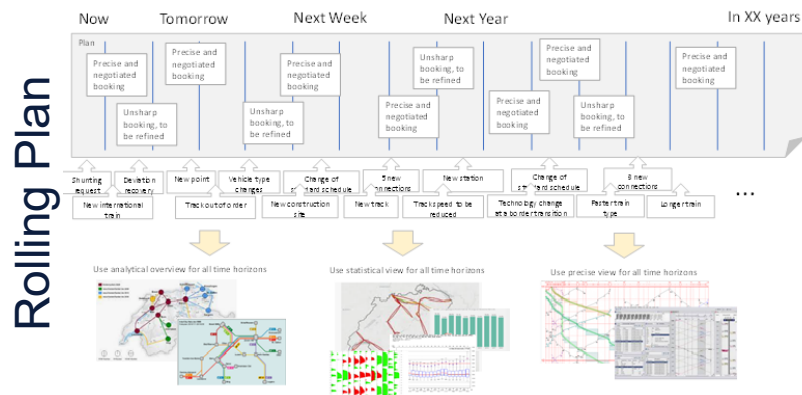 Rolling Plan
Now Tomorrow Next Week Next Year In XX years
Plan
Precise and
negotiated
booking
Unsharp
booking, to
be refined
Precise and
negotiated
booking
Unsharp
booking, to
be refined
Precise and
negotiated
booking
Precise and
negotiated
booking
Unsharp
booking, to
be refined
Precise and
negotiated
booking
Precise and
negotiated
booking
Unsharp
booking, to
be refined
Precise and
negotiated
booking
Shunting
request
Deviation
recovery
New point
Vehicle type
changes
Change of
standard schedule
5 new
connections
New station
Change of
standard schedule
8 new
connections
New international
train
Track out of order
New construction
site
New track
Track speed to be
reduced
Technology change
at a border transition
Faster train
type
Longer train
...
Use analytical overview for all time horizons
Use statistical view for all time horizons
Use precise view for all time horizons